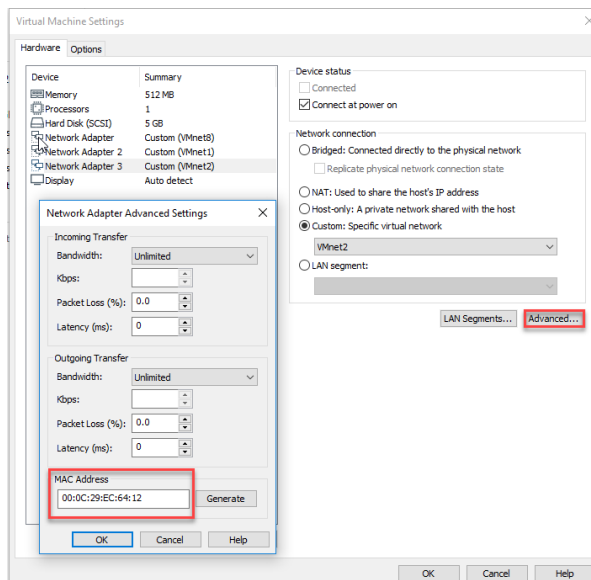 Virtual Machine Settings
Hardware Options
Device Summary
Memory 512 MB
Processors 1
Hard Disk (SCSI) 5 GB
Network Adapter Custom (VMnet8)
Network Adapter 2 Custom (VMnet1)
Network Adapter 3 Custom (VMnet2)
Display Auto detect
Device status
Connected
Connect at power on
Network connection
Bridged: Connected directly to the physical network
Replicate physical network connection state
NAT: Used to share the host's IP address
Host-only: A private network shared with the host
Custom: Specific virtual network
VMnet2
LAN segment:
LAN Segments... Advanced...
Network Adapter Advanced Settings
Incoming Transfer
Bandwidth: Unlimited
Kbps:
Packet Loss (%): 0.0
Latency (ms): 0
Outgoing Transfer
Bandwidth: Unlimited
Kbps:
Packet Loss (%): 0.0
Latency (ms): 0
MAC Address
00:0C:29:EC:64:12 Generate
OK Cancel Help
OK Cancel Help